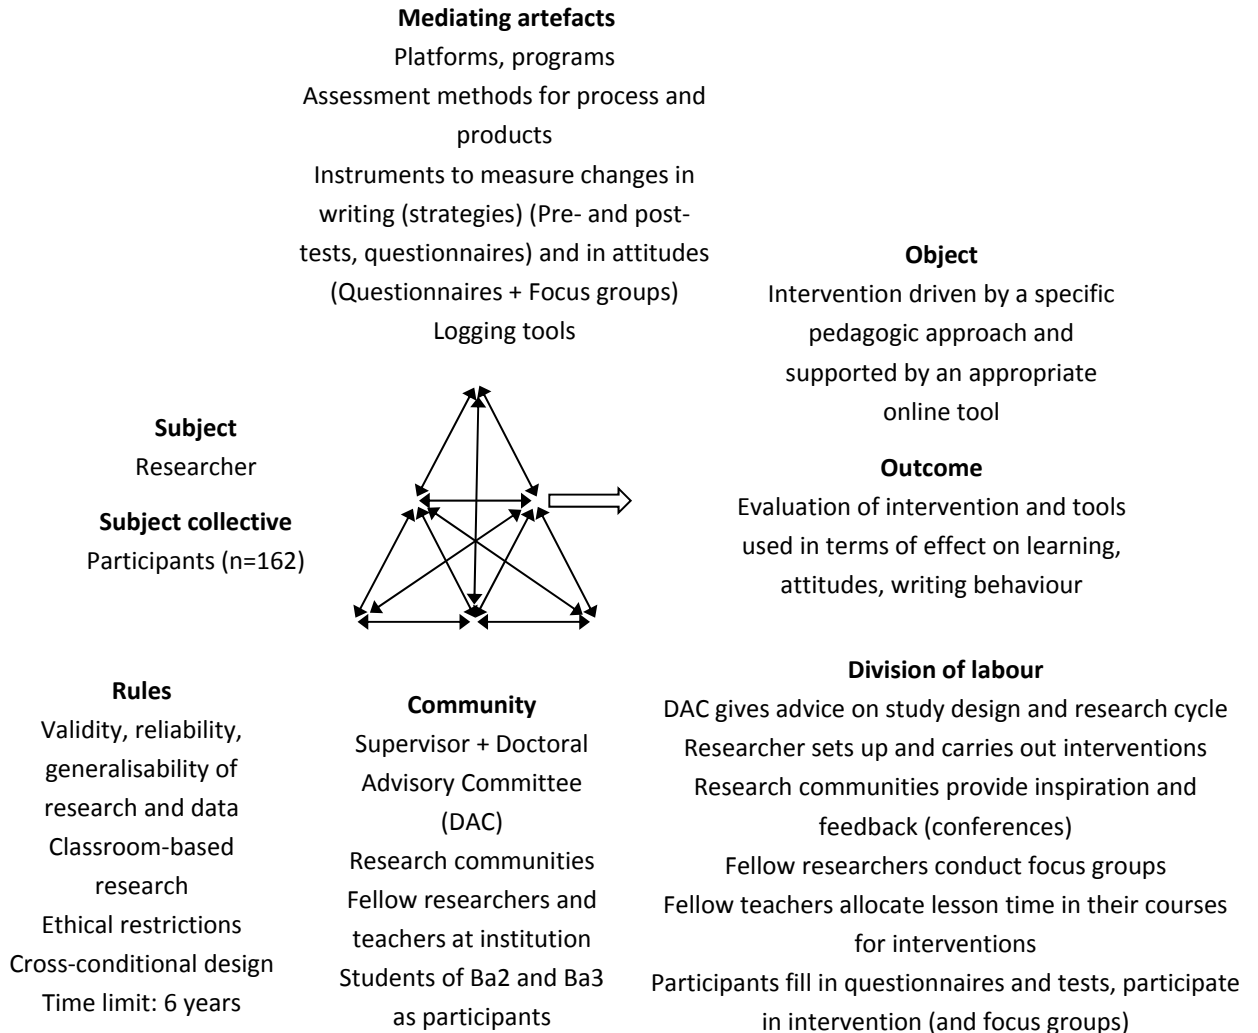 Mediating artefacts
Platforms, programs
Assessment methods for process and
products
Instruments to measure changes in
writing (strategies) (Pre- and post-
tests, questionnaires) and in attitudes
(Questionnaires + Focus groups)
Logging tools
Object
Intervention driven by a specific
pedagogic approach and
supported by an appropriate
online tool
Subject
Researcher
Subject collective
Participants (n=162)
Outcome
Evaluation of intervention and tools
used in terms of effect on learning,
attitudes, writing behaviour
Rules
Validity, reliability,
generalisability of
research and data
Classroom-based
research
Ethical restrictions
Cross-conditional design
Time limit: 6 years
Community
Supervisor + Doctoral
Advisory Committee
(DAC)
Research communities
Fellow researchers and
teachers at institution
Students of Ba2 and Ba3
as participants
Division of labour
DAC gives advice on study design and research cycle
Researcher sets up and carries out interventions
Research communities provide inspiration and
feedback (conferences)
Fellow researchers conduct focus groups
Fellow teachers allocate lesson time in their courses
for interventions
Participants fill in questionnaires and tests, participate
in intervention (and focus groups)